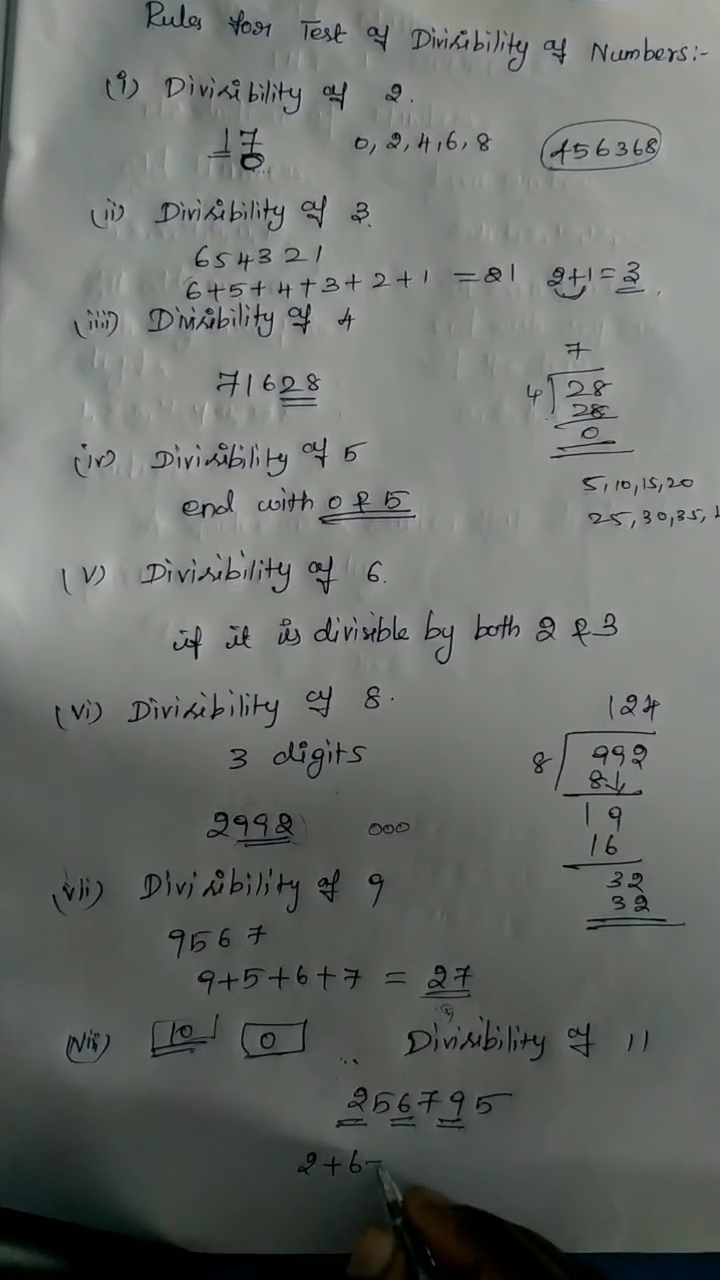 Rules for Test of Divisibility of Numbers:-
(i) Divisibility of 2.
17 0, 2, 4, 6, 8 456368
0
(ii) Divisibility of 3.
654321
6+5+4+3+2+1 = 21 2+1 = 3.
(iii) Divisibility of 4
7
71628 4 28
28
0
(iv) Divisibility of 5
5, 10, 15, 20
end with 0 & 5
25, 30, 35,
(v) Divisibility of 6.
if it is divisible by both 2 & 3
(vi) Divisibility of 8.
124
3 digits 8 992
8↓
19
2992 000
16
32
32
(vii) Divisibility of 9
9567
9+5+6+7 = 27
10 0 Divisibility of 11
256795
2+6